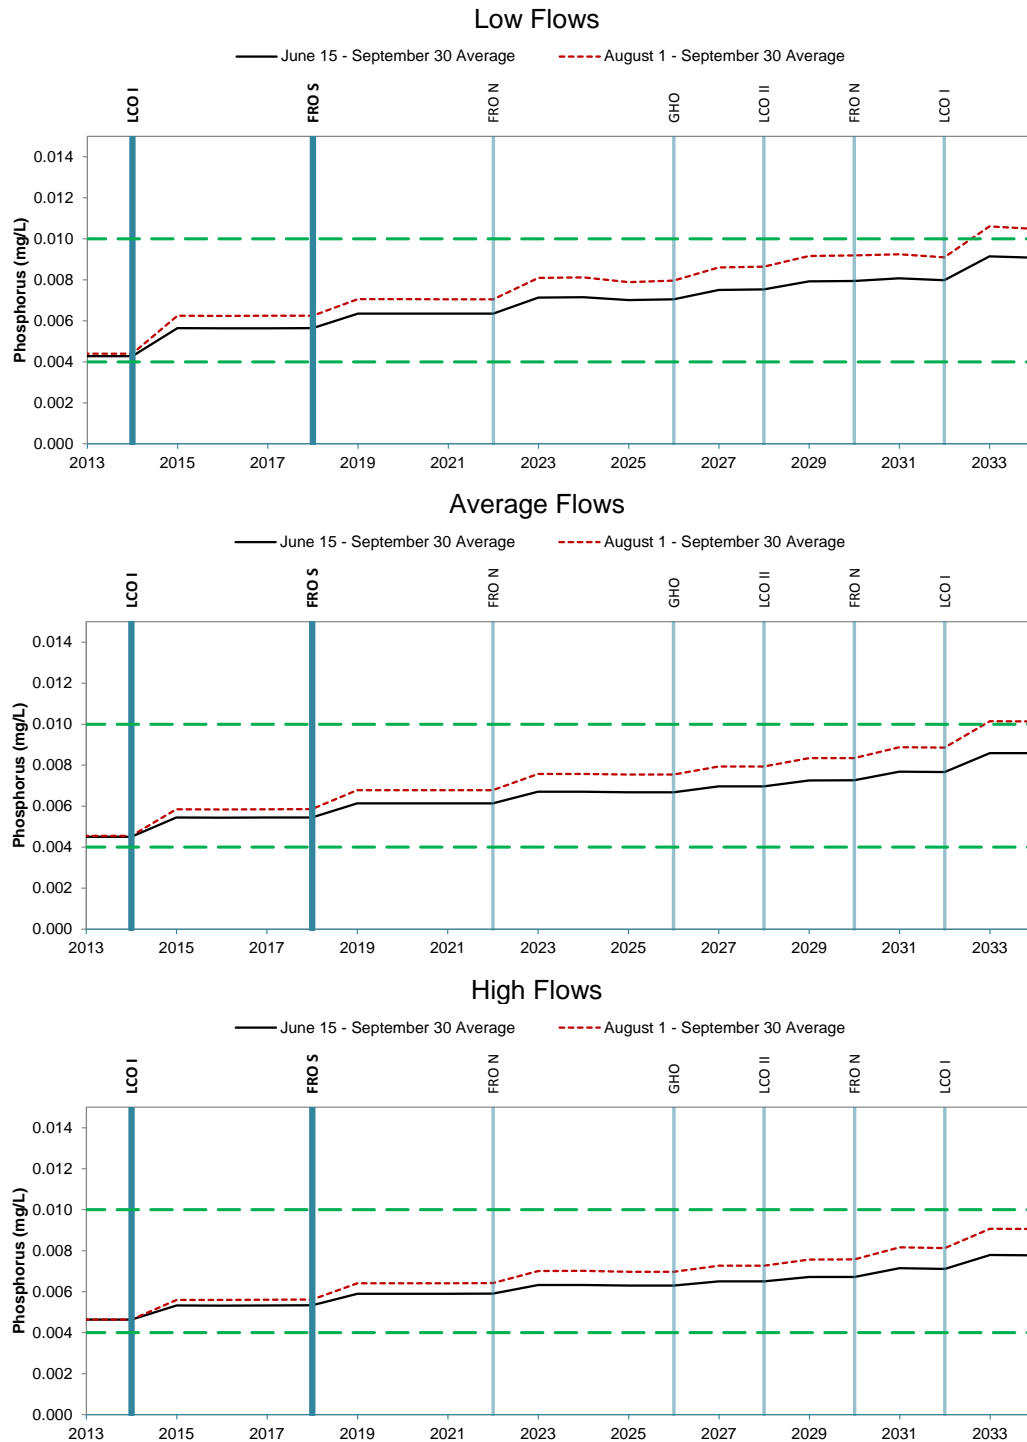 Low Flows
June 15 - September 30 Average August 1 - September 30 Average
LCO I FRO S FRO N GHO LCO II FRO N LCO I
Phosphorus (mg/L)
0.014
0.012
0.010
0.008
0.006
0.004
0.002
0.000
2013 2015 2017 2019 2021 2023 2025 2027 2029 2031 2033
Average Flows
June 15 - September 30 Average August 1 - September 30 Average
LCO I FRO S FRO N GHO LCO II FRO N LCO I
Phosphorus (mg/L)
0.014
0.012
0.010
0.008
0.006
0.004
0.002
0.000
2013 2015 2017 2019 2021 2023 2025 2027 2029 2031 2033
High Flows
June 15 - September 30 Average August 1 - September 30 Average
LCO I FRO S FRO N GHO LCO II FRO N LCO I
Phosphorus (mg/L)
0.014
0.012
0.010
0.008
0.006
0.004
0.002
0.000
2013 2015 2017 2019 2021 2023 2025 2027 2029 2031 2033